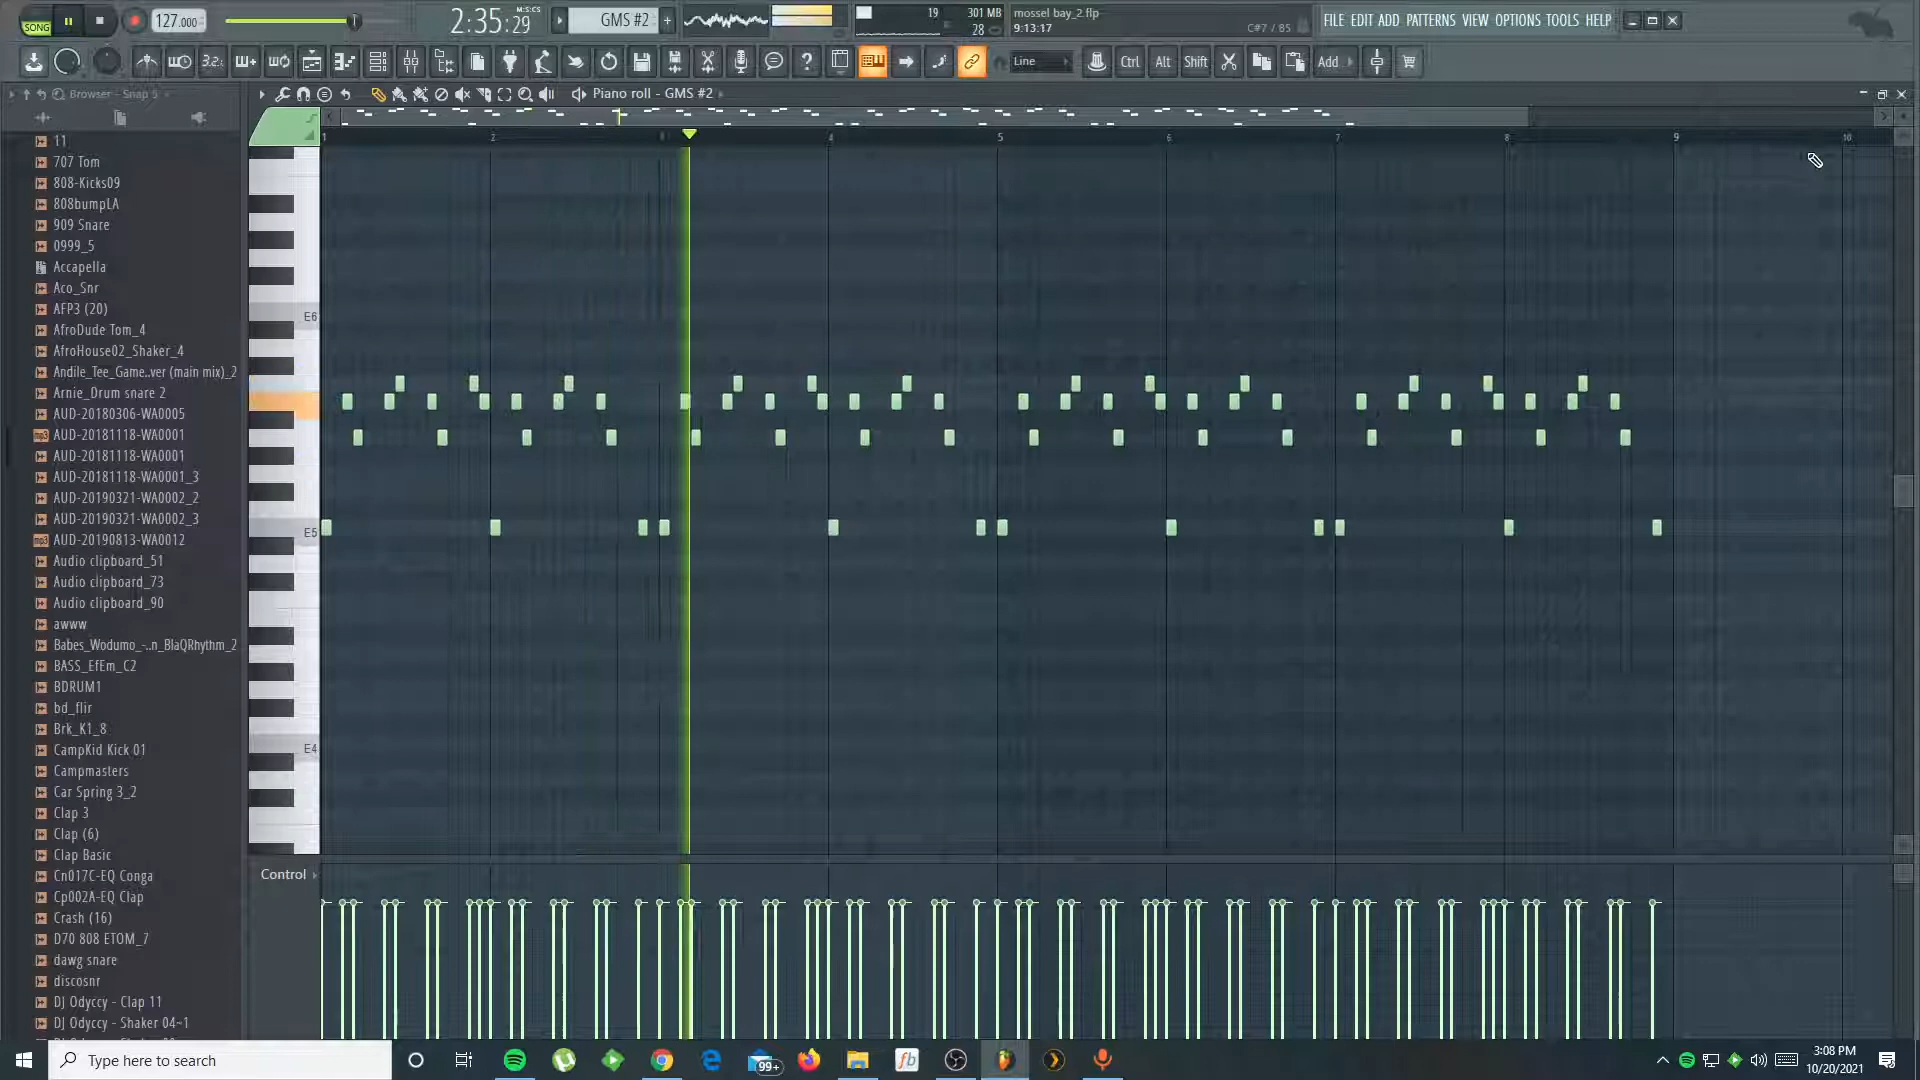 SONG
127.000
2:35:29
M:S:CS
GMS #2
19
301 MB
28
mossel bay_2.flp
9:13:17
C#7 / 85
FILE EDIT ADD PATTERNS VIEW OPTIONS TOOLS HELP
3.2.
Line
Ctrl
Alt
Shift
Add
Browser - Snap 5
Piano roll - GMS #2
1 2 3 4 5 6 7 8 9 10
11
707 Tom
808-Kicks09
808bumpLA
909 Snare
0999_5
Accapella
Aco_Snr
AFP3 (20)
AfroDude Tom_4
AfroHouse02_Shaker_4
Andile_Tee_Game..ver (main mix)_2
Arnie_Drum snare 2
AUD-20180306-WA0005
AUD-20181118-WA0001
AUD-20181118-WA0001
AUD-20181118-WA0001_3
AUD-20190321-WA0002_2
AUD-20190321-WA0002_3
AUD-20190813-WA0012
Audio clipboard_51
Audio clipboard_73
Audio clipboard_90
awww
Babes_Wodumo_-..n_BlaQRhythm_2
BASS_EfEm_C2
BDRUM1
bd_flir
Brk_K1_8
CampKid Kick 01
Campmasters
Car Spring 3_2
Clap 3
Clap (6)
Clap Basic
Cn017C-EQ Conga
Cp002A-EQ Clap
Crash (16)
D70 808 ETOM_7
dawg snare
discosnr
DJ Odyccy - Clap 11
DJ Odyccy - Shaker 04~1
E6
E5
E4
Control
Type here to search
99+
fb
3:08 PM
10/20/2021